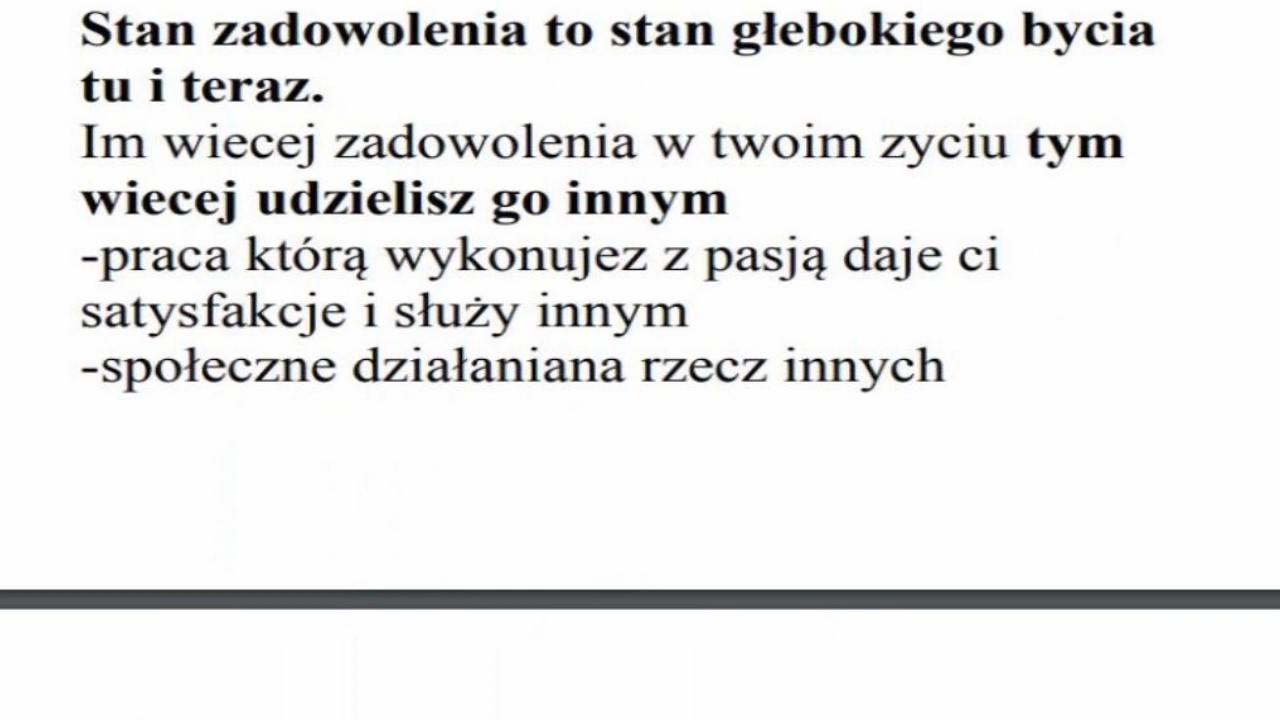 Stan zadowolenia to stan głebokiego bycia
tu i teraz.
Im wiecej zadowolenia w twoim zyciu tym
wiecej udzielisz go innym
-praca którą wykonujez z pasją daje ci
satysfakcje i służy innym
-społeczne działaniana rzecz innych